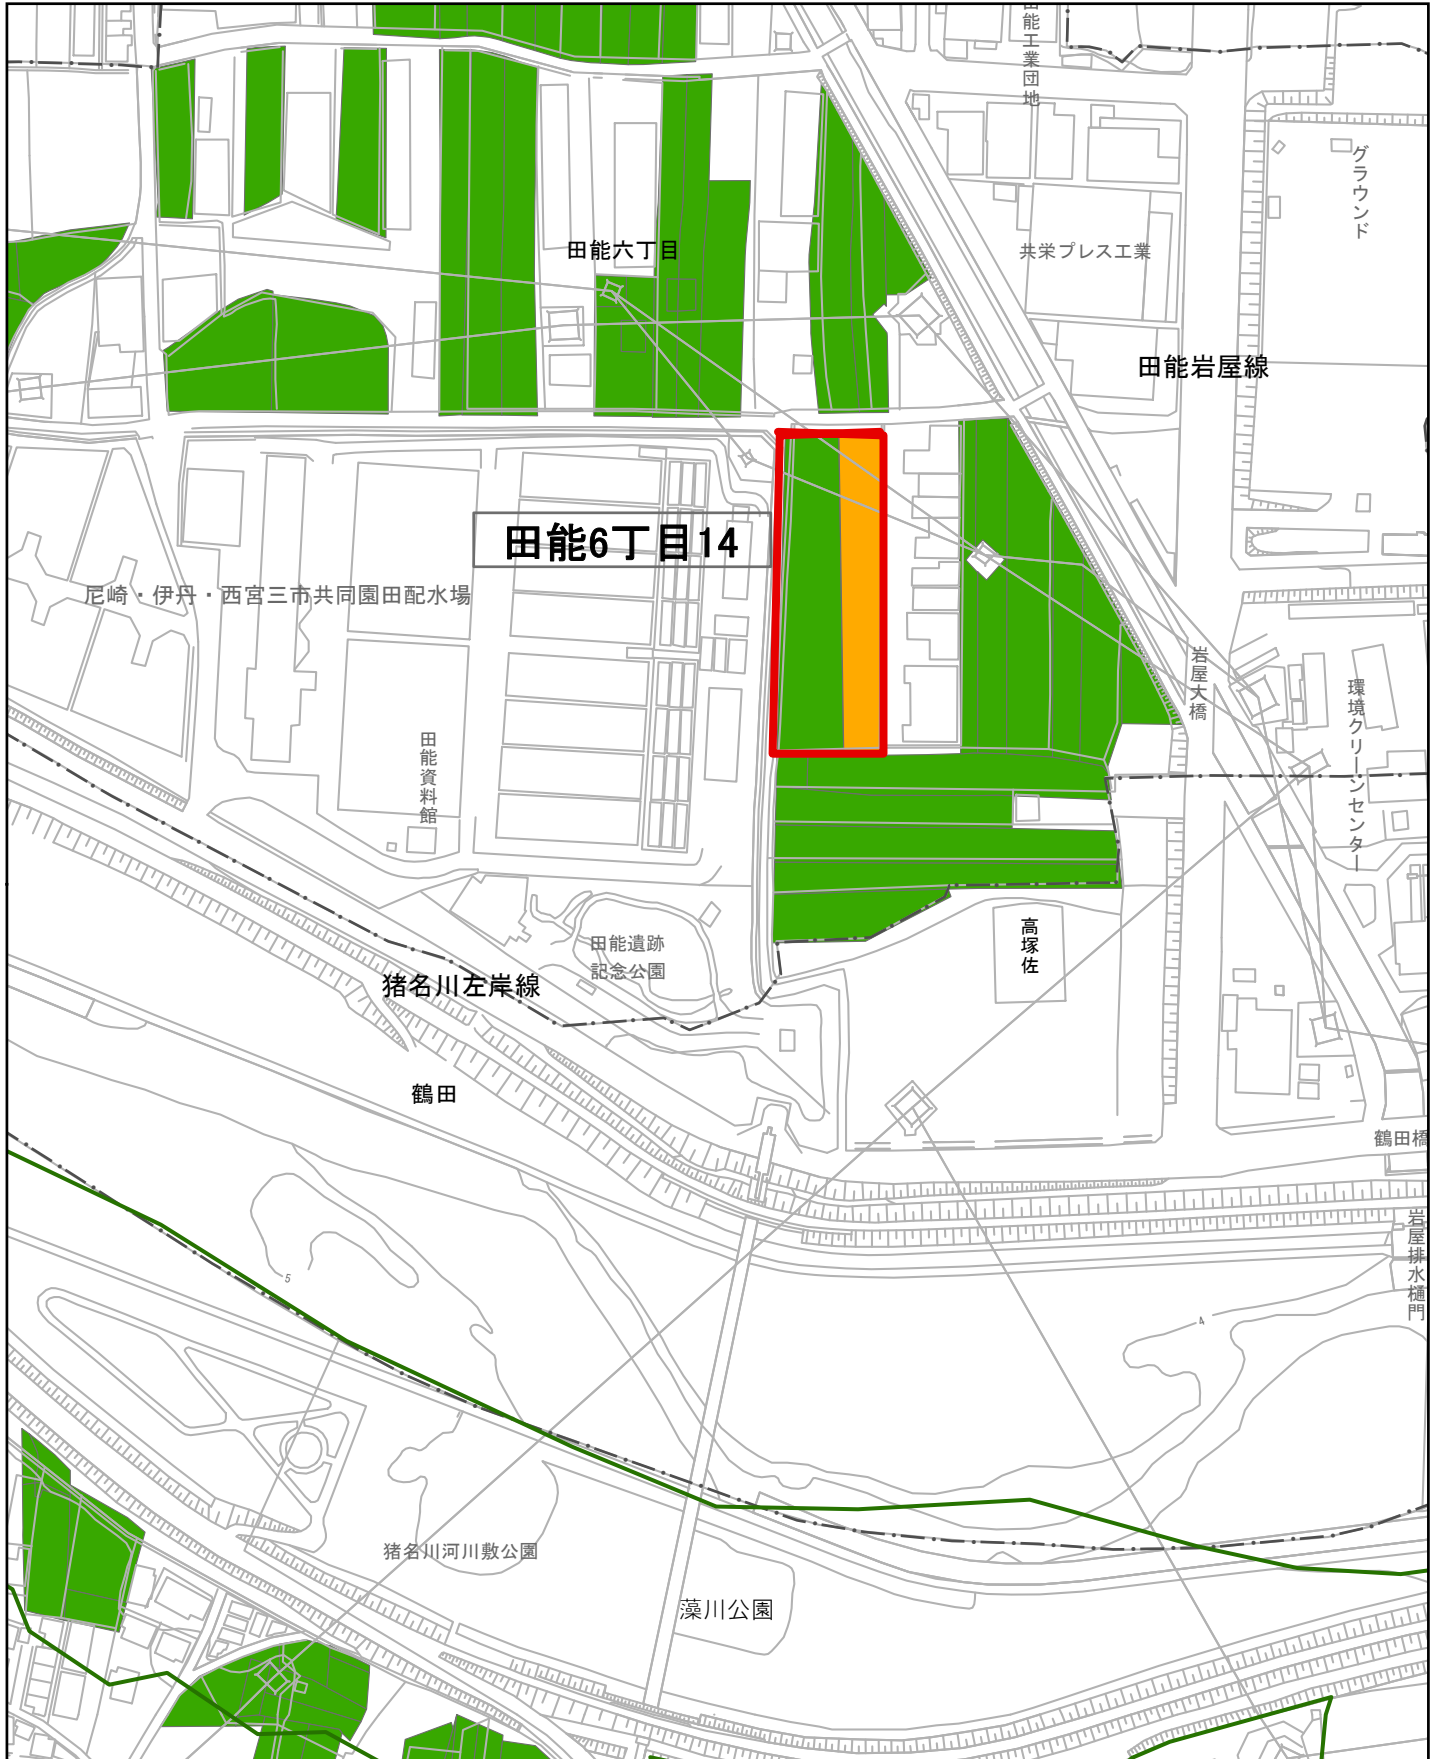 田能工業団地
グラウンド
田能六丁目
共栄プレス工業
田能岩屋線
田能6丁目14
尼崎・伊丹・西宮三市共同園田配水場
岩屋大橋
環境クリーンセンター
田能資料館
高塚佐
田能遺跡
記念公園
猪名川左岸線
鶴田
鶴田橋
岩屋排水樋門
5
4
猪名川河川敷公園
藻川公園